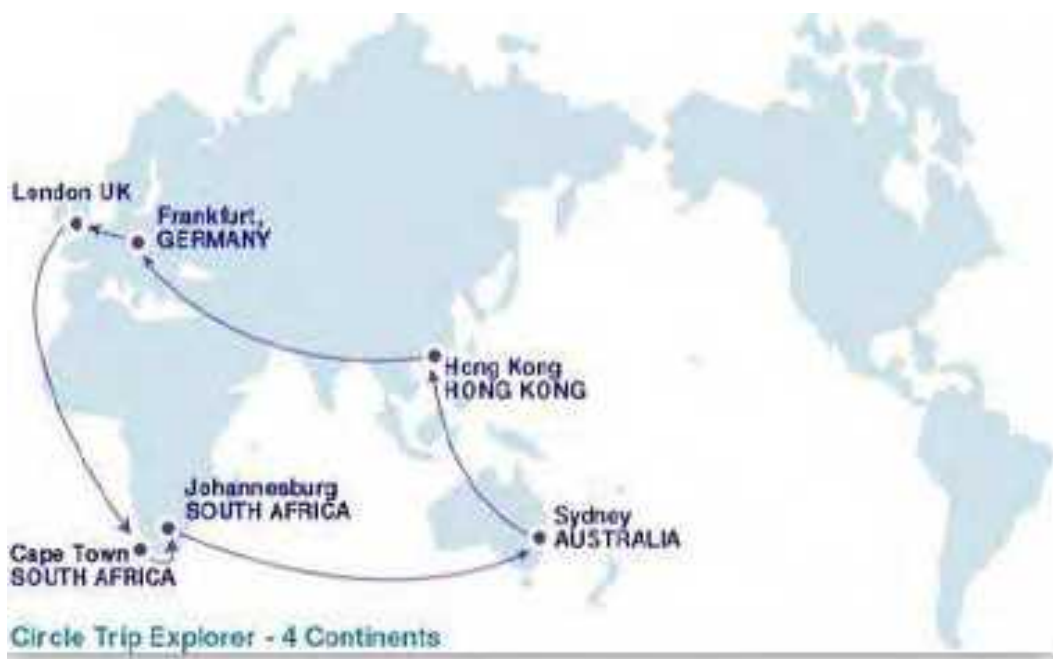 London UK
Frankfurt,
GERMANY
Hong Kong
HONG KONG
Johannesburg
SOUTH AFRICA
Sydney
AUSTRALIA
Cape Town
SOUTH AFRICA
Circle Trip Explorer - 4 Continents